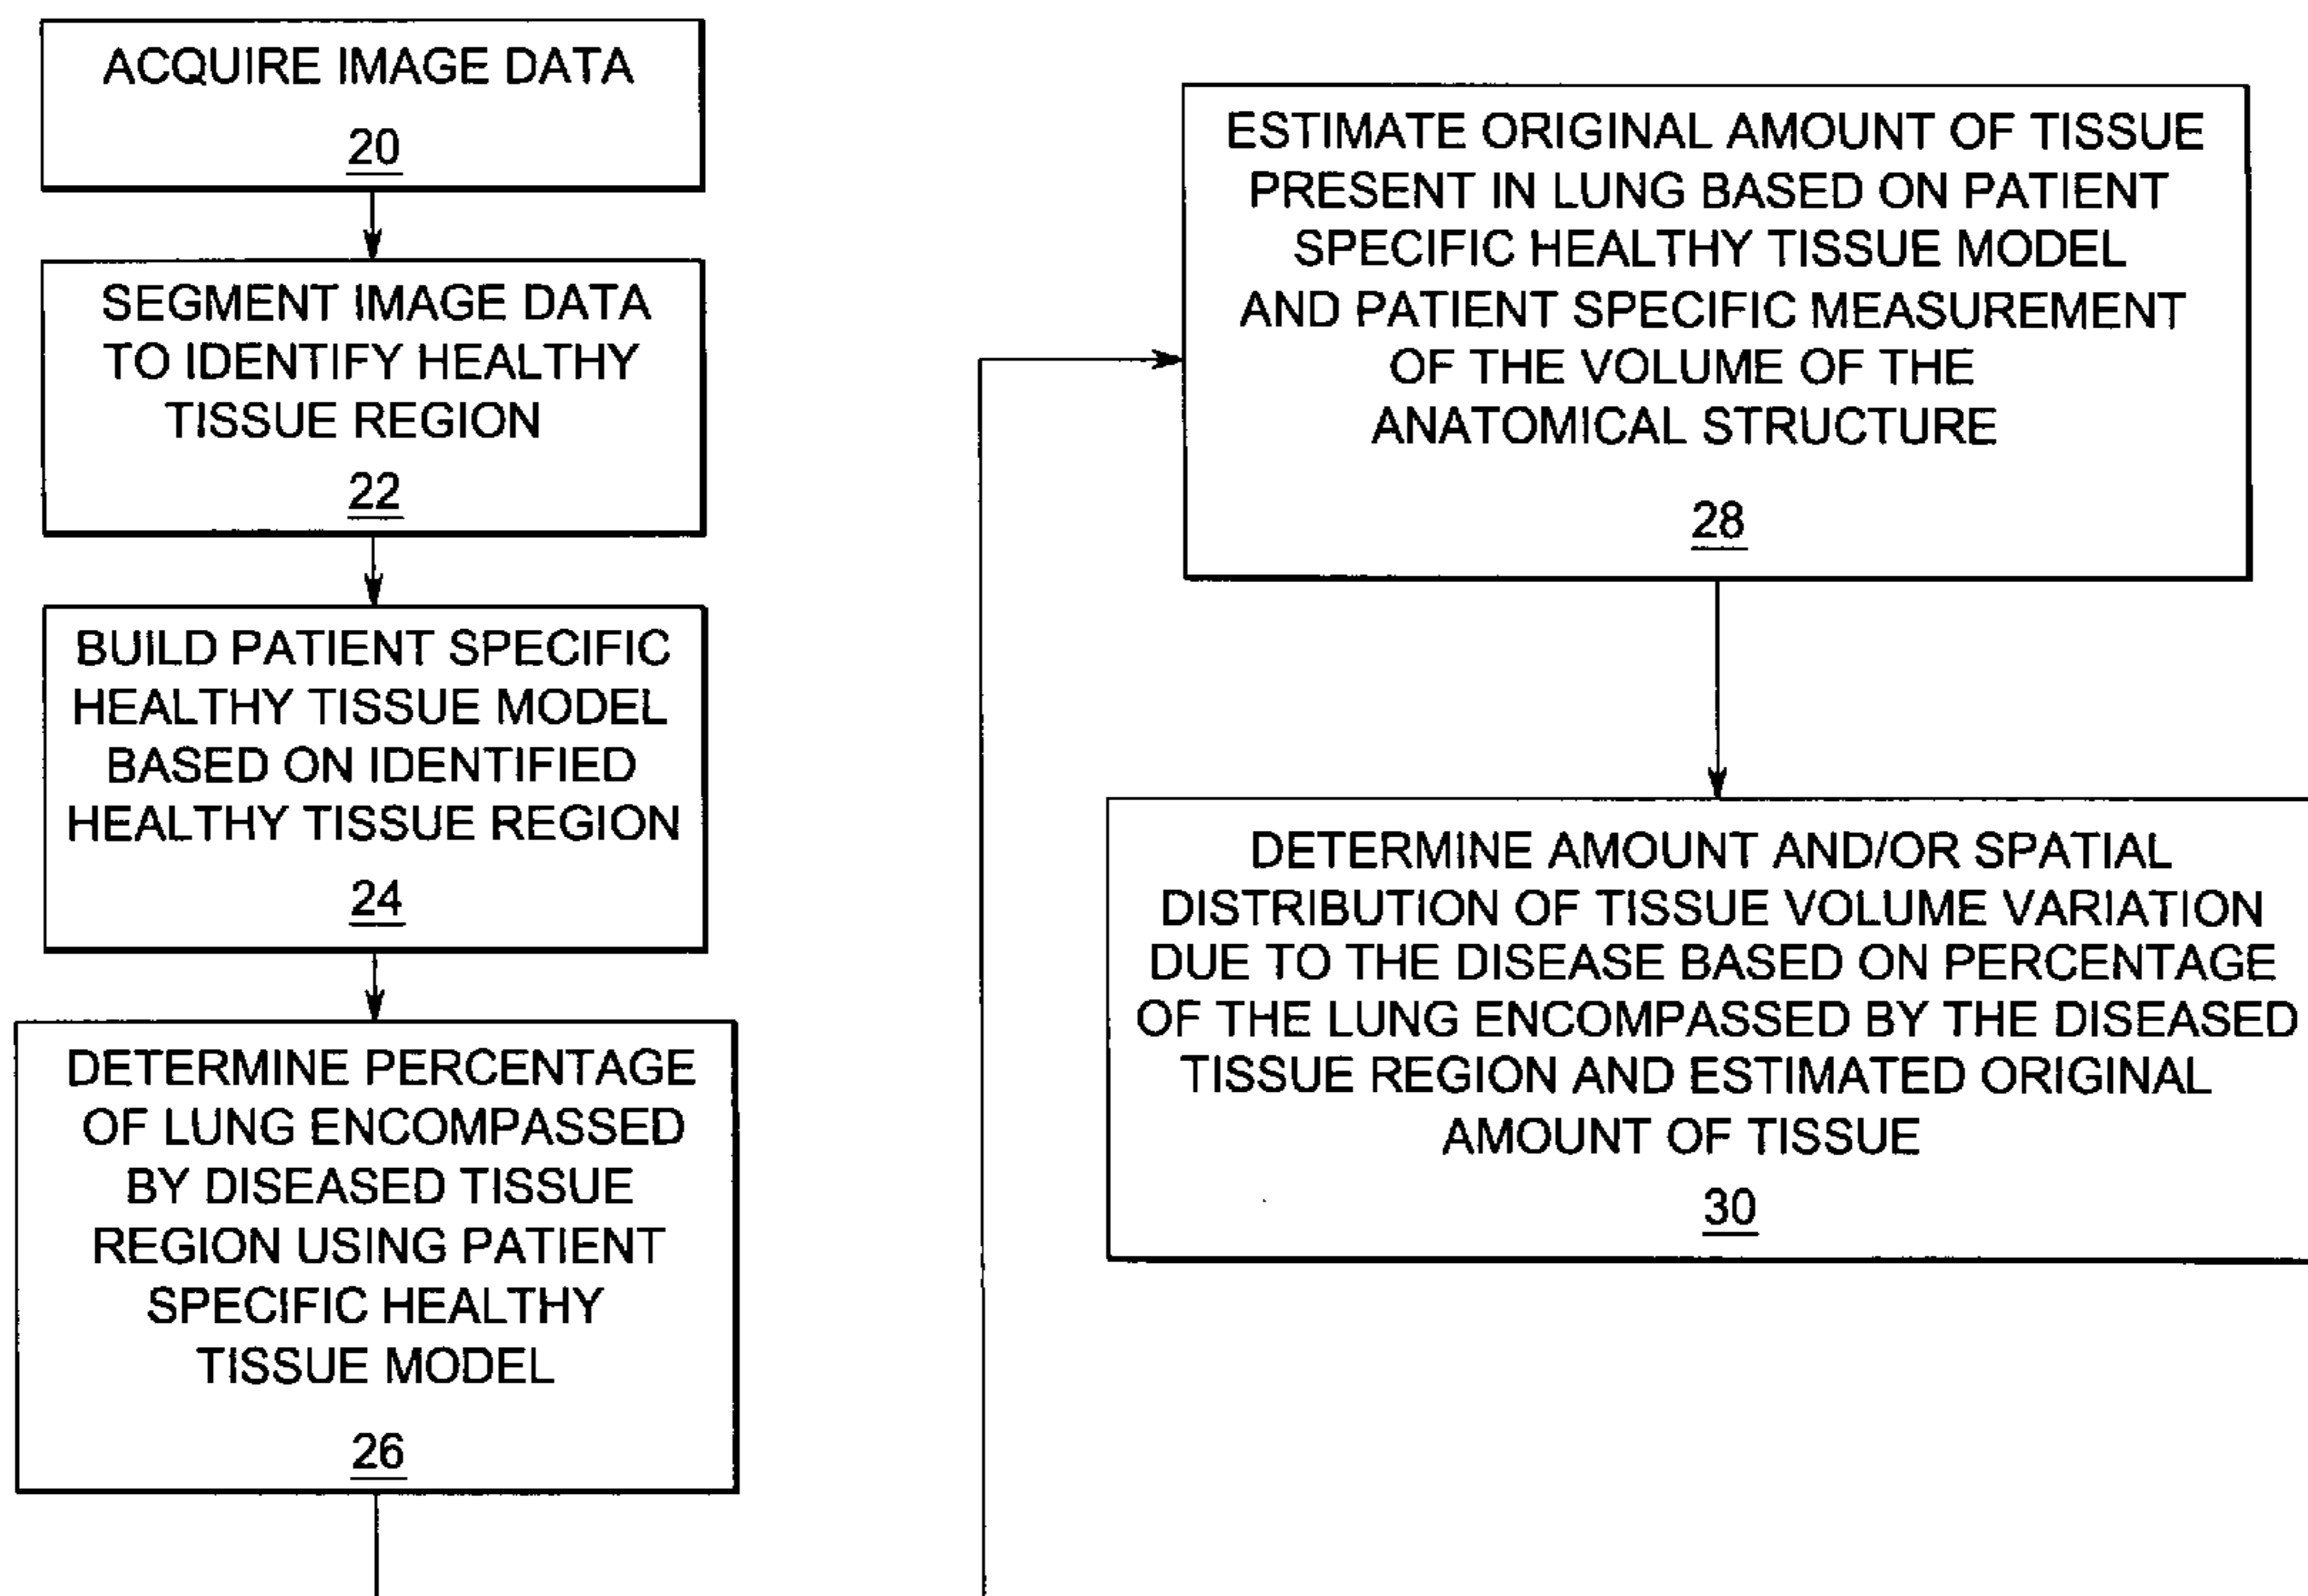 ACQUIRE IMAGE DATA
20
SEGMENT IMAGE DATA
TO IDENTIFY HEALTHY
TISSUE REGION
22
BUILD PATIENT SPECIFIC
HEALTHY TISSUE MODEL
BASED ON IDENTIFIED
HEALTHY TISSUE REGION
24
DETERMINE PERCENTAGE
OF LUNG ENCOMPASSED
BY DISEASED TISSUE
REGION USING PATIENT
SPECIFIC HEALTHY
TISSUE MODEL
26
ESTIMATE ORIGINAL AMOUNT OF TISSUE
PRESENT IN LUNG BASED ON PATIENT
SPECIFIC HEALTHY TISSUE MODEL
AND PATIENT SPECIFIC MEASUREMENT
OF THE VOLUME OF THE
ANATOMICAL STRUCTURE
28
DETERMINE AMOUNT AND/OR SPATIAL
DISTRIBUTION OF TISSUE VOLUME VARIATION
DUE TO THE DISEASE BASED ON PERCENTAGE
OF THE LUNG ENCOMPASSED BY THE DISEASED
TISSUE REGION AND ESTIMATED ORIGINAL
AMOUNT OF TISSUE
30